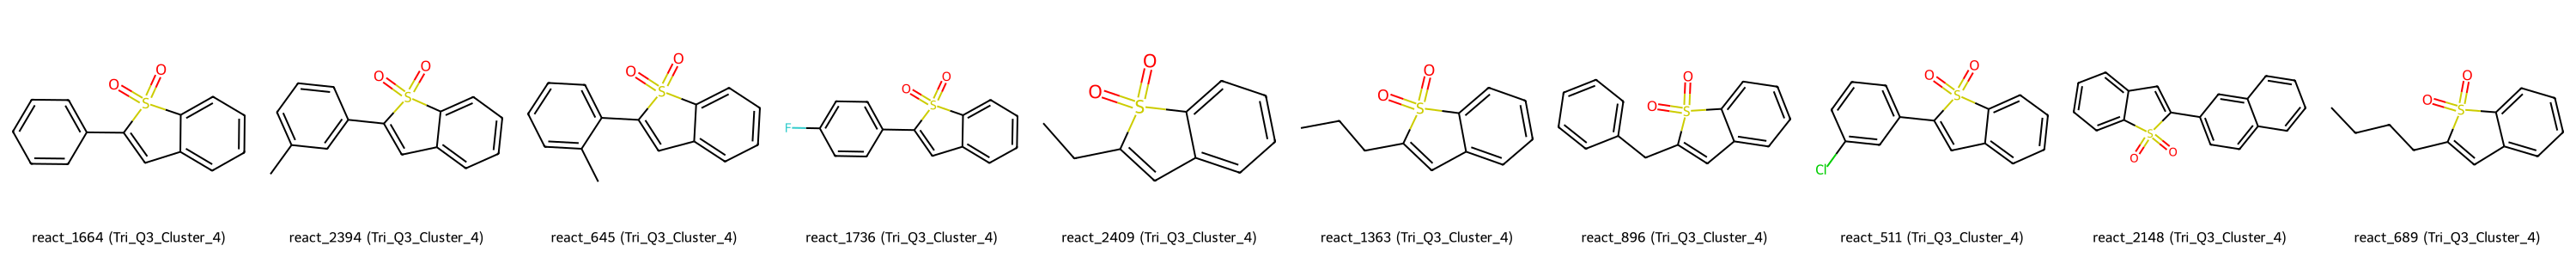 O O S
O O S
O O S
F O O S
O O S
O O S
O O S
O O S Cl
S O O
O O S
react_1664 (Tri_Q3_Cluster_4)
react_2394 (Tri_Q3_Cluster_4)
react_645 (Tri_Q3_Cluster_4)
react_1736 (Tri_Q3_Cluster_4)
react_2409 (Tri_Q3_Cluster_4)
react_1363 (Tri_Q3_Cluster_4)
react_896 (Tri_Q3_Cluster_4)
react_511 (Tri_Q3_Cluster_4)
react_2148 (Tri_Q3_Cluster_4)
react_689 (Tri_Q3_Cluster_4)